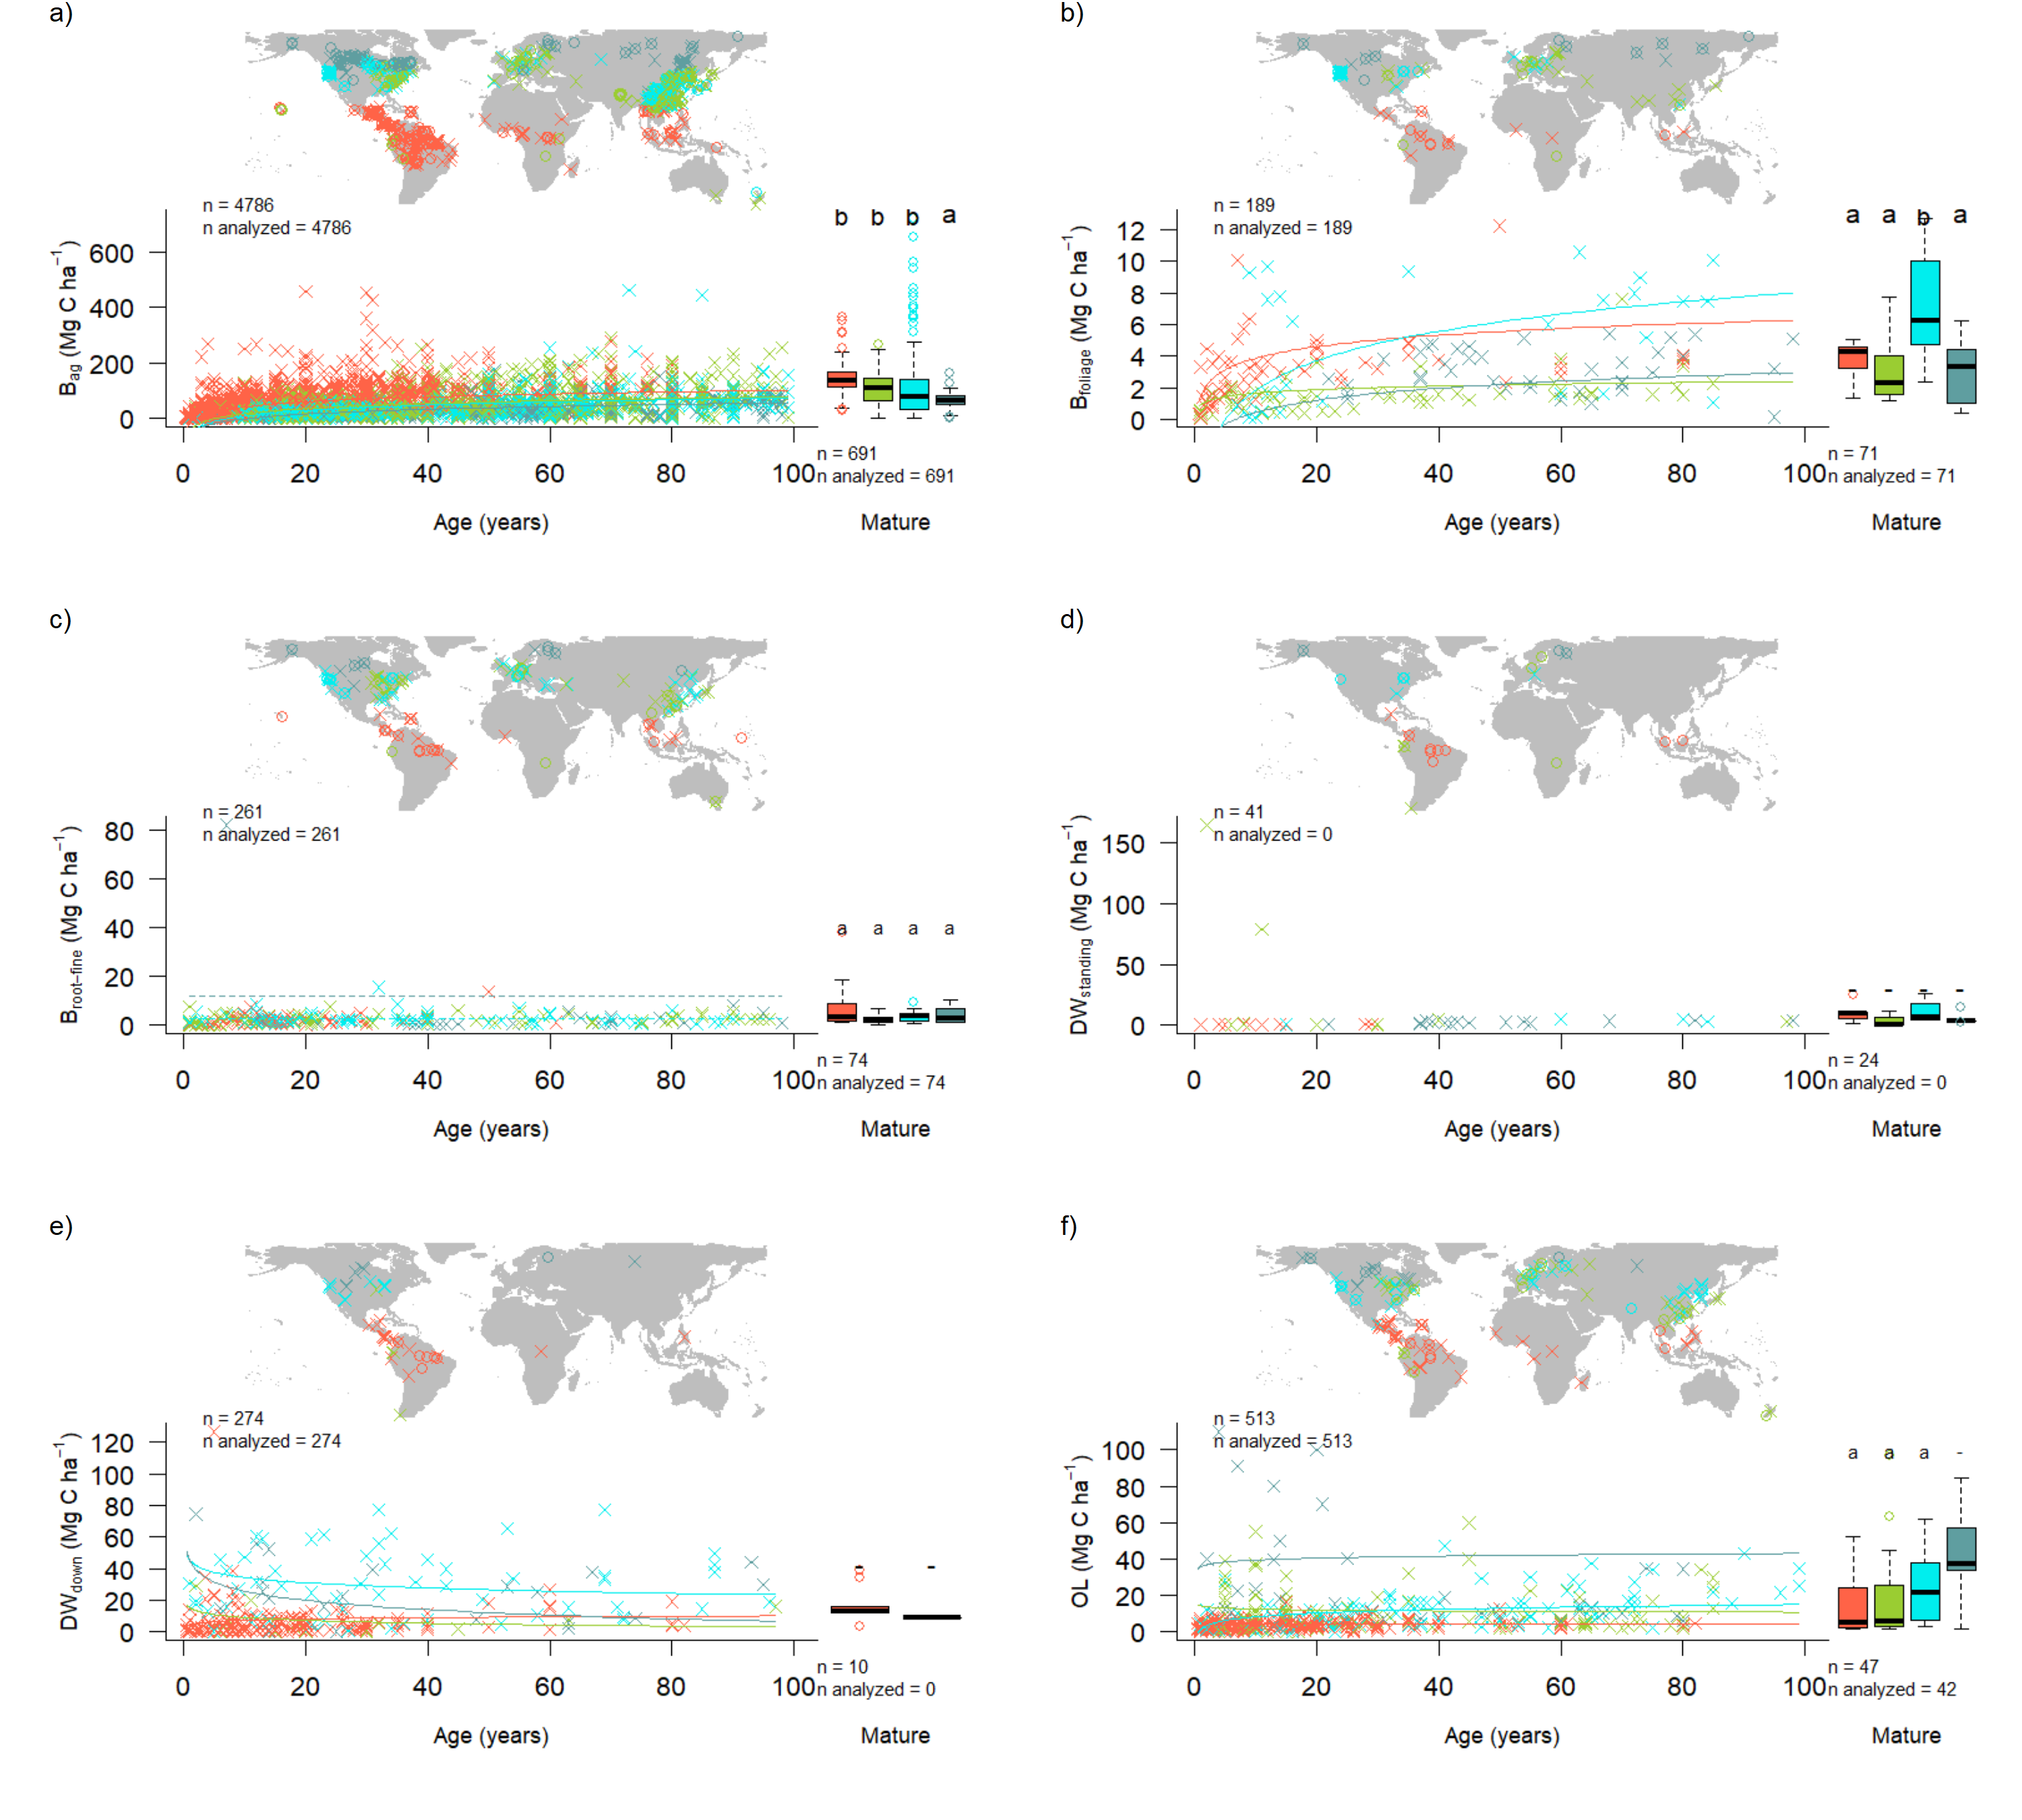 a)
n = 4786
n analyzed = 4786
b b b a
B_ag (Mg C ha⁻¹)
600
400
200
0
0 20 40 60 80 100
n = 691
n analyzed = 691
Age (years)
Mature
b)
n = 189
n analyzed = 189
a a b a
B_foliage (Mg C ha⁻¹)
12
10
8
6
4
2
0
0 20 40 60 80 100
n = 71
n analyzed = 71
Age (years)
Mature
c)
n = 261
n analyzed = 261
B_root−fine (Mg C ha⁻¹)
80
60
40
20
0
a a a a
0 20 40 60 80 100
n = 74
n analyzed = 74
Age (years)
Mature
d)
n = 41
n analyzed = 0
DW_standing (Mg C ha⁻¹)
150
100
50
0
- - - -
0 20 40 60 80 100
n = 24
n analyzed = 0
Age (years)
Mature
e)
n = 274
n analyzed = 274
DW_down (Mg C ha⁻¹)
120
100
80
60
40
20
0
- -
0 20 40 60 80 100
n = 10
n analyzed = 0
Age (years)
Mature
f)
n = 513
n analyzed = 513
OL (Mg C ha⁻¹)
100
80
60
40
20
0
a a a -
0 20 40 60 80 100
n = 47
n analyzed = 42
Age (years)
Mature